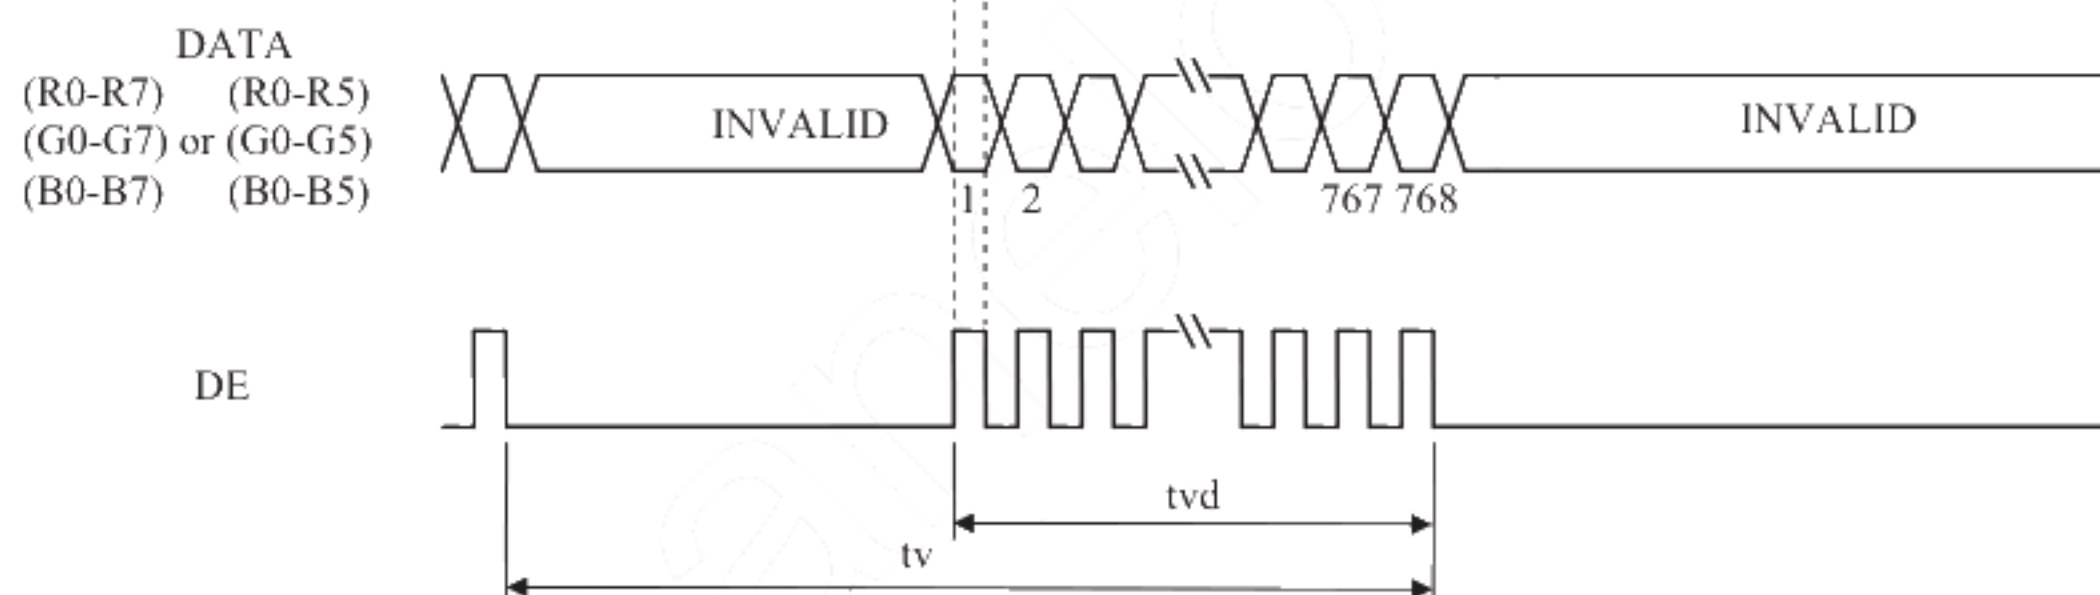 DATA
(R0-R7) (R0-R5)
(G0-G7) or (G0-G5)
(B0-B7) (B0-B5)
INVALID
INVALID
1 2 767 768
DE
tvd
tv